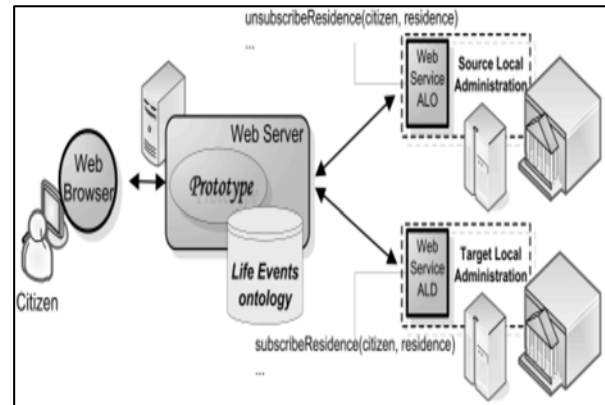 unsubscribeResidence(citizen, residence)
...
Web
Service
ALO
Source Local
Administration
Web Server
Web
Browser
Prototype
Life Events
ontology
Citizen
Web
Service
ALD
Target Local
Administration
subscribeResidence(citizen, residence)
...